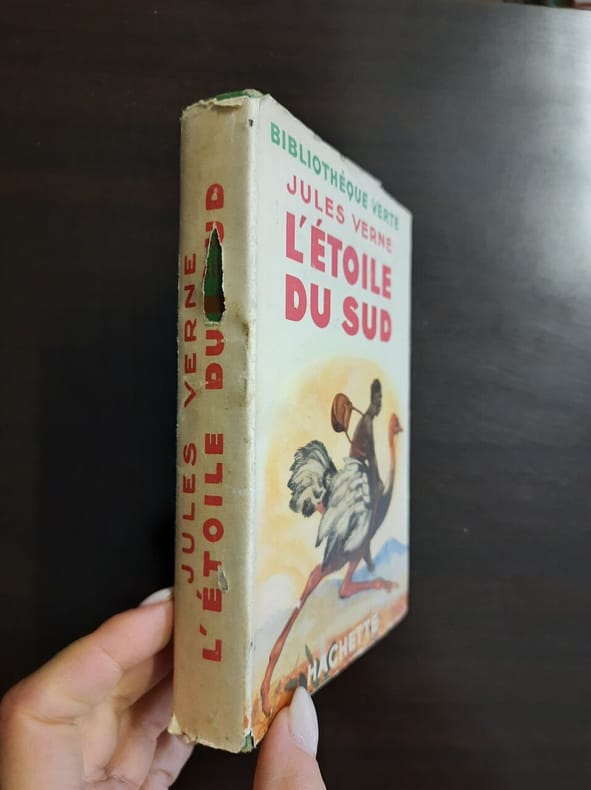 JULES VERNE
L'ÉTOILE DU SUD
BIBLIOTHÈQUE VERTE
JULES VERNE
L'ÉTOILE
DU SUD
HACHETTE